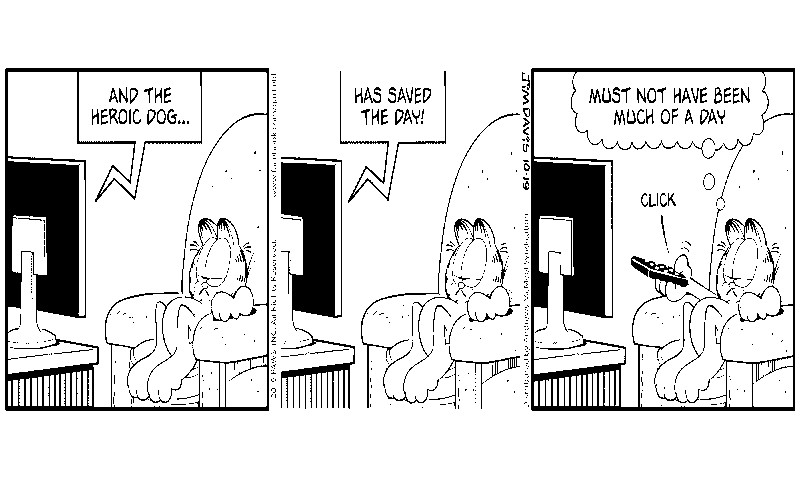 AND THE
HEROIC DOG...
HAS SAVED
THE DAY!
JIM DAVIS 10-19
MUST NOT HAVE BEEN
MUCH OF A DAY
CLICK